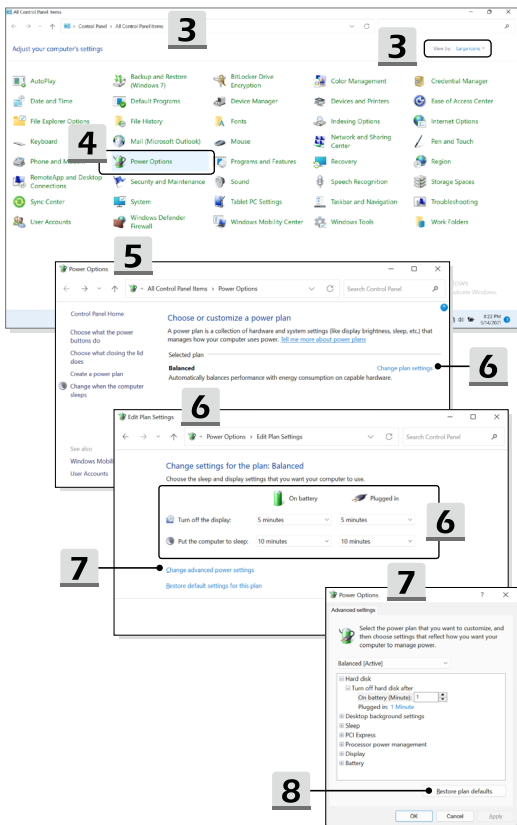 All Control Panel Items
Control Panel > All Control Panel Items
3
Adjust your computer's settings
3
View by: Large icons
AutoPlay
Backup and Restore
(Windows 7)
BitLocker Drive
Encryption
Color Management
Credential Manager
Date and Time
Default Programs
Device Manager
Devices and Printers
Ease of Access Center
File Explorer Options
File History
Fonts
Indexing Options
Internet Options
Keyboard
4
Mail (Microsoft Outlook)
Mouse
Network and Sharing
Center
Pen and Touch
Phone and M
Power Options
Programs and Features
Recovery
Region
RemoteApp and Desktop
Connections
Security and Maintenance
Sound
Speech Recognition
Storage Spaces
Sync Center
System
Tablet PC Settings
Taskbar and Navigation
Troubleshooting
User Accounts
Windows Defender
Firewall
Windows Mobility Center
Windows Tools
Work Folders
8:22 PM
9/14/2021
5
Power Options
All Control Panel Items > Power Options
Search Control Panel
Control Panel Home
Choose what the power
buttons do
Choose what closing the lid
does
Create a power plan
Change when the computer
sleeps
See also
Windows Mobili
User Accounts
Choose or customize a power plan
A power plan is a collection of hardware and system settings (like display brightness, sleep, etc.) that
manages how your computer uses power. Tell me more about power plans
Selected plan
Balanced
Change plan settings
Automatically balances performance with energy consumption on capable hardware.
6
6
Edit Plan Settings
Power Options > Edit Plan Settings
Search Control Panel
Change settings for the plan: Balanced
Choose the sleep and display settings that you want your computer to use.
On battery
Plugged in
Turn off the display:
5 minutes
5 minutes
Put the computer to sleep:
10 minutes
10 minutes
6
7
Change advanced power settings
Restore default settings for this plan
7
Power Options
?
Advanced settings
Select the power plan that you want to customize, and
then choose settings that reflect how you want your
computer to manage power.
Balanced [Active]
Hard disk
Turn off hard disk after
On battery (Minute): 1
Plugged in: 1 Minute
Desktop background settings
Sleep
PCI Express
Processor power management
Display
Battery
8
Restore plan defaults
OK
Cancel
Apply